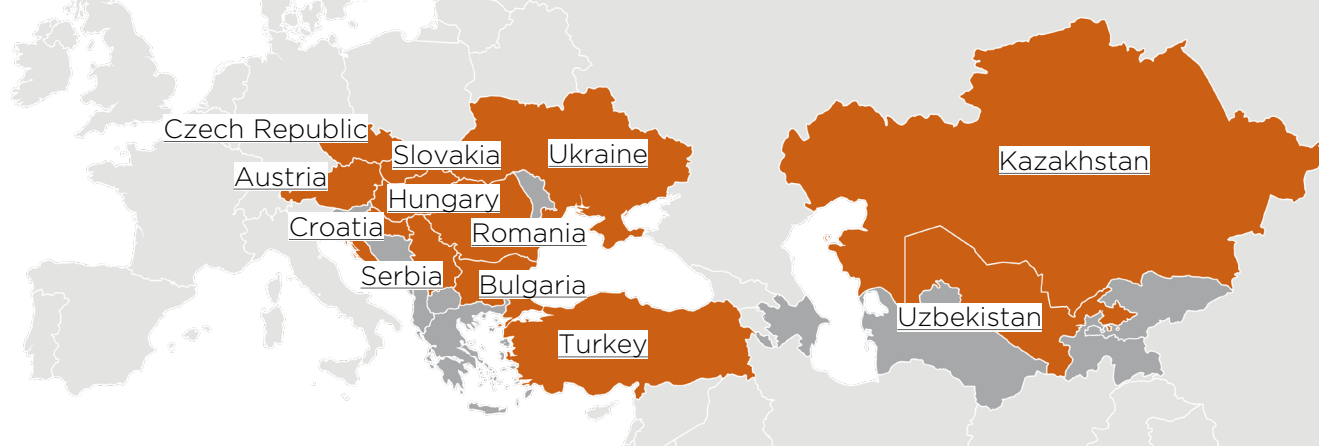 Czech Republic
Slovakia
Ukraine
Kazakhstan
Austria
Hungary
Croatia
Romania
Serbia
Bulgaria
Uzbekistan
Turkey